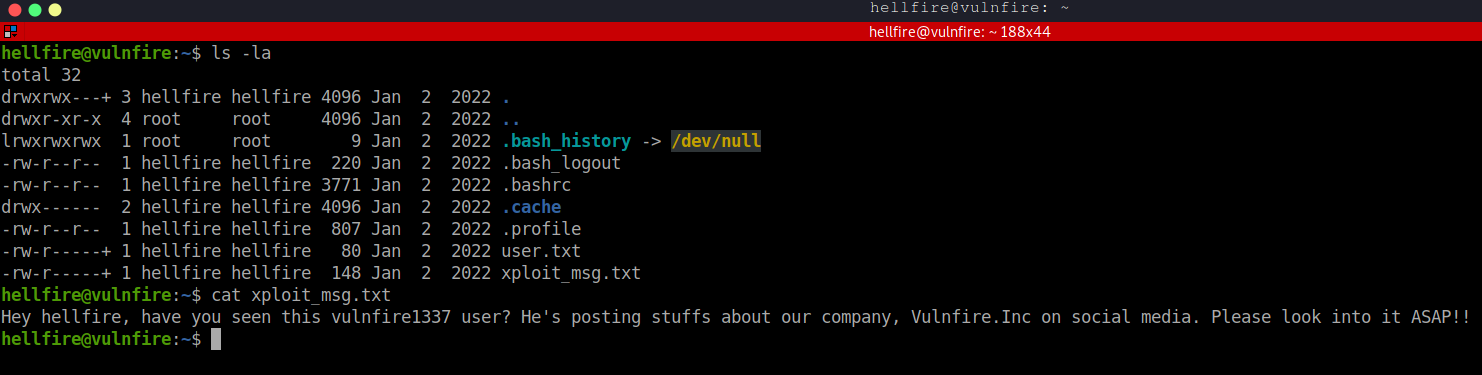 hellfire@vulnfire: ~
hellfire@vulnfire: ~ 188x44
hellfire@vulnfire:~$ ls -la
total 32
drwxrwx---+ 3 hellfire hellfire 4096 Jan  2  2022 .
drwxr-xr-x  4 root     root     4096 Jan  2  2022 ..
lrwxrwxrwx  1 root     root        9 Jan  2  2022 .bash_history -> /dev/null
-rw-r--r--  1 hellfire hellfire  220 Jan  2  2022 .bash_logout
-rw-r--r--  1 hellfire hellfire 3771 Jan  2  2022 .bashrc
drwx------  2 hellfire hellfire 4096 Jan  2  2022 .cache
-rw-r--r--  1 hellfire hellfire  807 Jan  2  2022 .profile
-rw-r-----+ 1 hellfire hellfire   80 Jan  2  2022 user.txt
-rw-r-----+ 1 hellfire hellfire  148 Jan  2  2022 xploit_msg.txt
hellfire@vulnfire:~$ cat xploit_msg.txt
Hey hellfire, have you seen this vulnfire1337 user? He's posting stuffs about our company, Vulnfire.Inc on social media. Please look into it ASAP!!
hellfire@vulnfire:~$